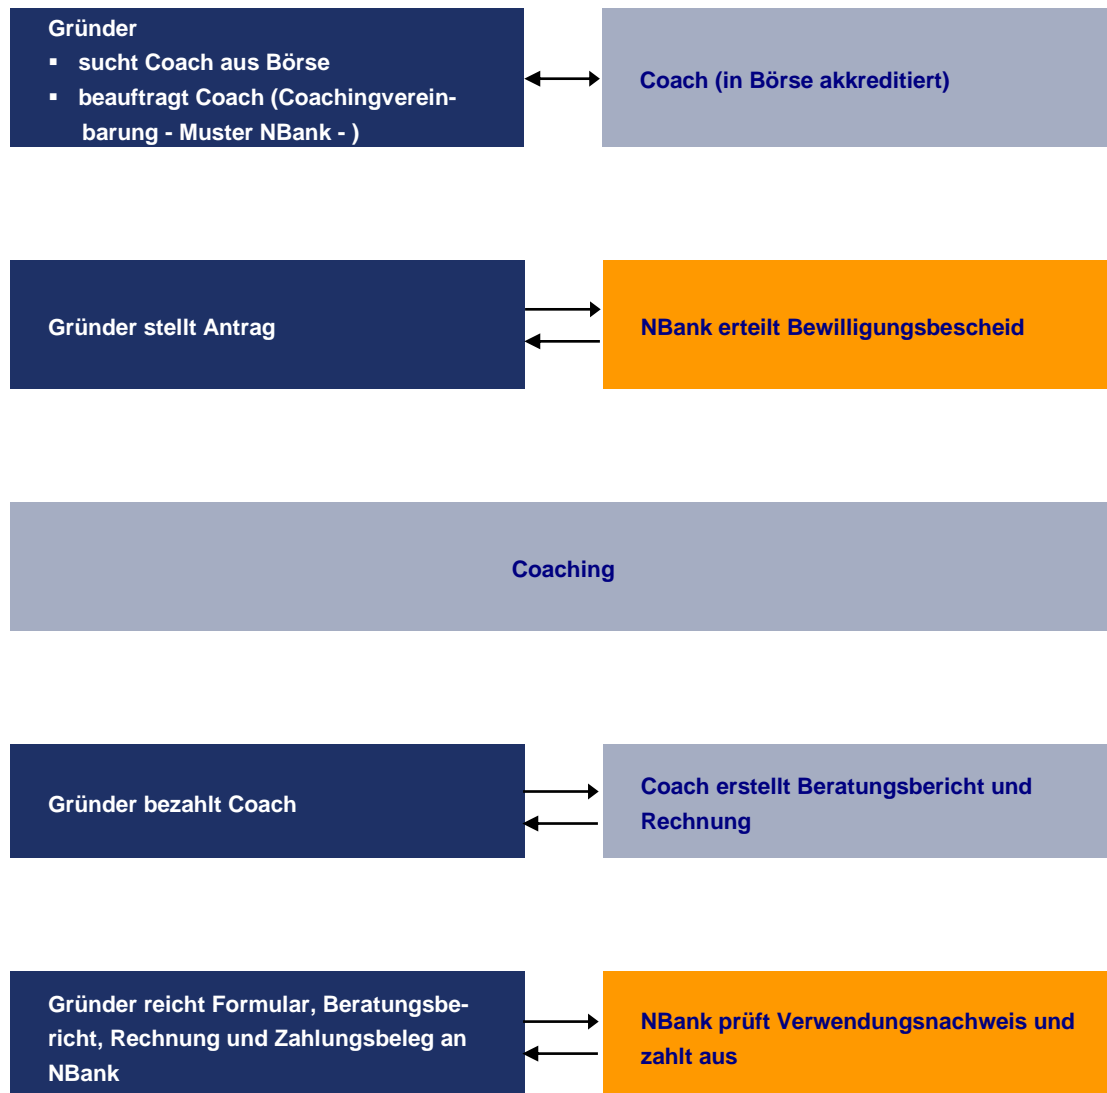 Gründer
▪ sucht Coach aus Börse
▪ beauftragt Coach (Coachingverein-
barung - Muster NBank - )
Coach (in Börse akkreditiert)
Gründer stellt Antrag
NBank erteilt Bewilligungsbescheid
Coaching
Gründer bezahlt Coach
Coach erstellt Beratungsbericht und
Rechnung
Gründer reicht Formular, Beratungsbe-
richt, Rechnung und Zahlungsbeleg an
NBank
NBank prüft Verwendungsnachweis und
zahlt aus